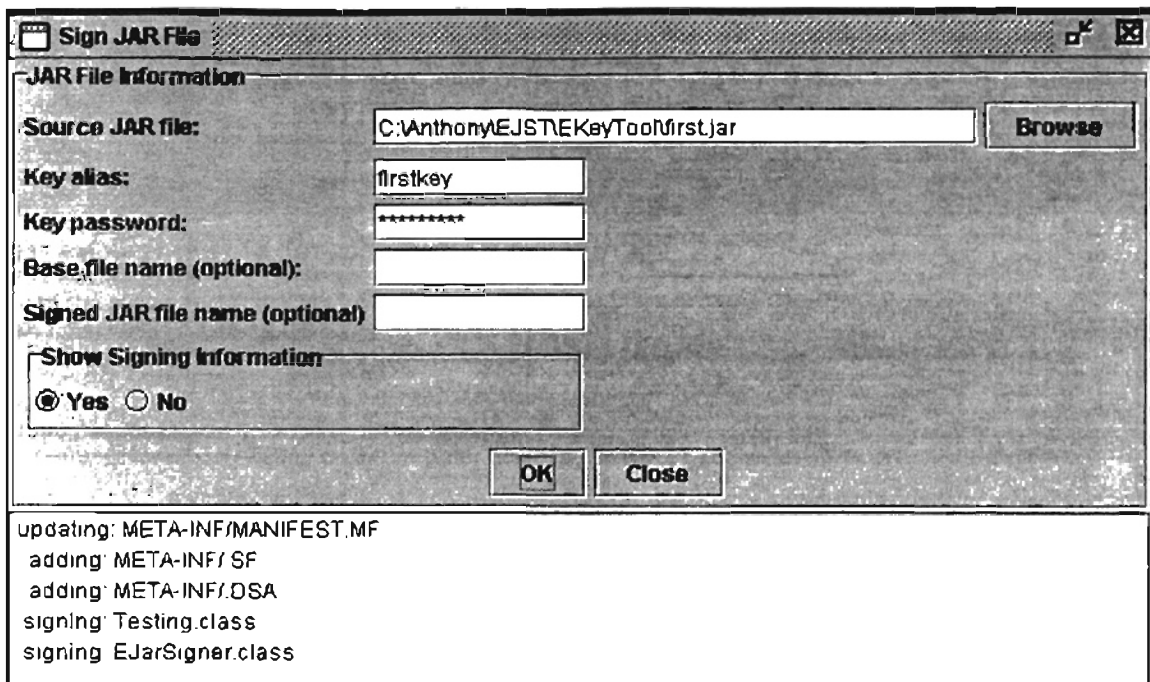 Sign JAR File
JAR File Information
Source JAR file: C:\Anthony\EJST\EKeyTool\first.jar Browse
Key alias: firstkey
Key password: *********
Base file name (optional):
Signed JAR file name (optional)
Show Signing Information
Yes No
OK Close
updating: META-INF/MANIFEST.MF
adding: META-INF/.SF
adding: META-INF/.DSA
signing: Testing.class
signing: EJarSigner.class